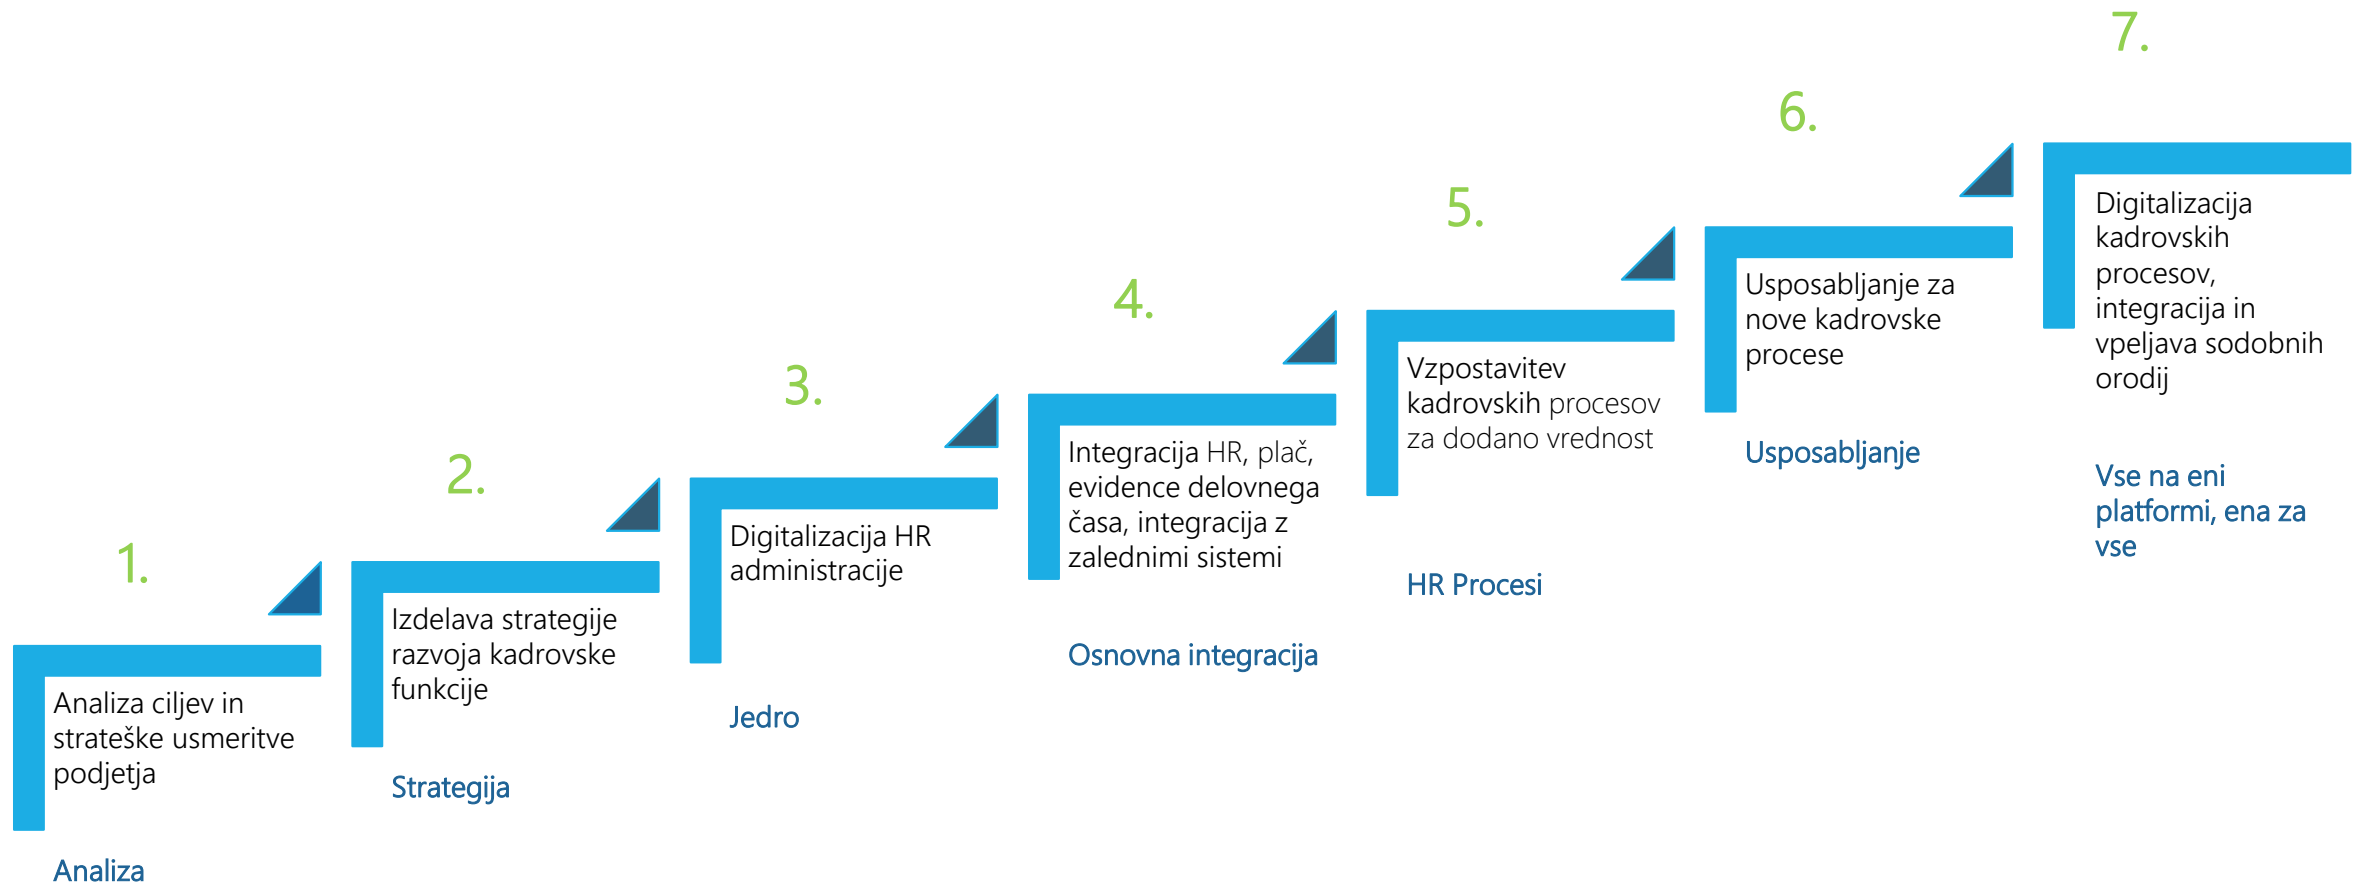 1.
Analiza ciljev in
strateške usmeritve
podjetja
Analiza
2.
Izdelava strategije
razvoja kadrovske
funkcije
Strategija
3.
Digitalizacija HR
administracije
Jedro
4.
Integracija HR, plač,
evidence delovnega
časa, integracija z
zalednimi sistemi
Osnovna integracija
5.
Vzpostavitev
kadrovskih procesov
za dodano vrednost
HR Procesi
6.
Usposabljanje za
nove kadrovske
procese
Usposabljanje
7.
Digitalizacija
kadrovskih
procesov,
integracija in
vpeljava sodobnih
orodij
Vse na eni
platformi, ena za
vse